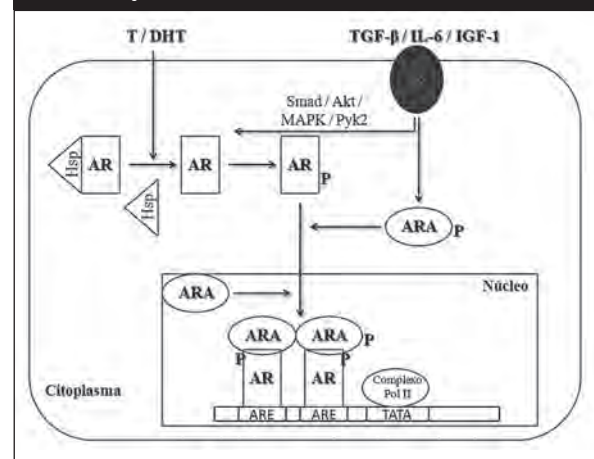 T / DHT
TGF-β / IL-6 / IGF-1
Smad / Akt /
MAPK / Pyk2
Hsp
AR
AR
AR
P
Hsp
ARA
P
ARA
Núcleo
ARA
ARA
P
P
P
AR
AR
Complexo
Pol II
Citoplasma
ARE
ARE
TATA